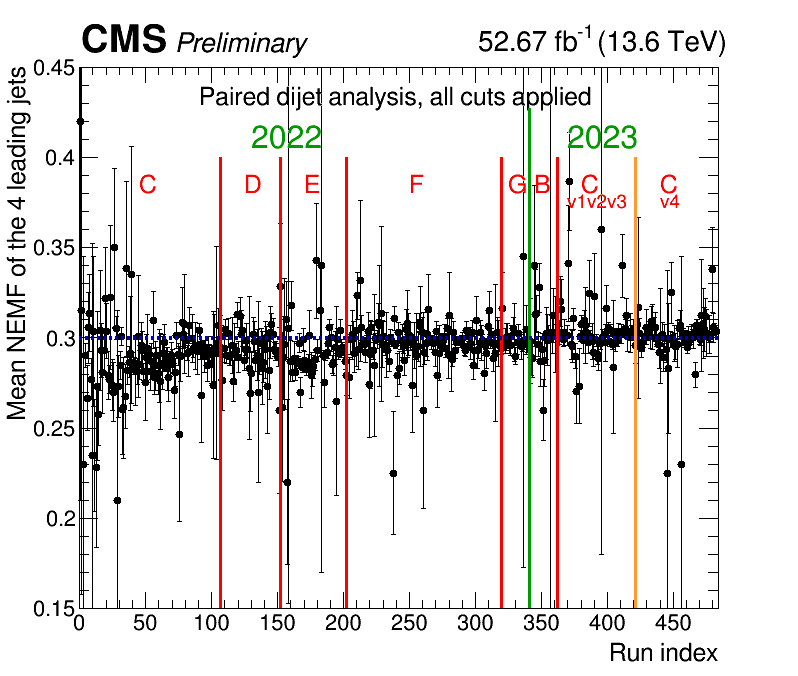 CMS Preliminary 52.67 fb⁻¹ (13.6 TeV)
Mean NEMF of the 4 leading jets
Paired dijet analysis, all cuts applied
2022 2023
C D E F G B C C
v1v2v3 v4
0.45
0.4
0.35
0.3
0.25
0.2
0.15
0 50 100 150 200 250 300 350 400 450
Run index